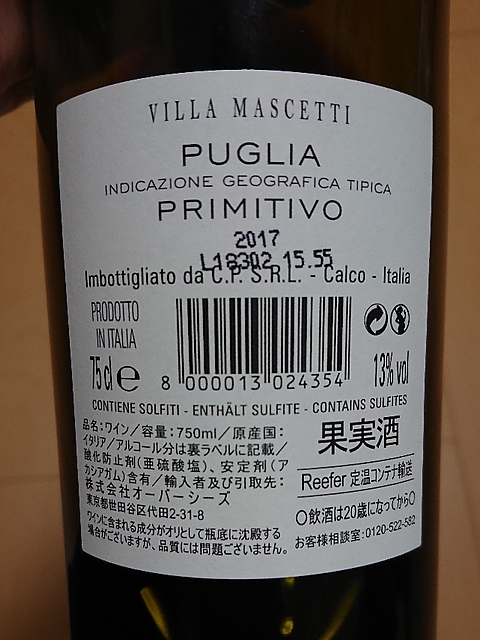 VILLA MASCETTI
PUGLIA
INDICAZIONE GEOGRAFICA TIPICA
PRIMITIVO
2017
L18302 15.55
Imbottigliato da C.P. S.R.L. - Calco - Italia
PRODOTTO
IN ITALIA
75 cl e
8 000013 024354
13% vol
CONTIENE SOLFITI - ENTHÄLT SULFITE - CONTAINS SULFITES
品名:ワイン/容量:750ml/原産国:
イタリア/アルコール分は裏ラベルに記載/
酸化防止剤(亜硫酸塩)、安定剤(ア
カシアガム)含有/輸入者及び引取先:
株式会社オーバーシーズ
東京都世田谷区代田2-31-8
ワインに含まれる成分がオリとして瓶底に沈殿する
場合がございますが、品質には問題ございません。
果実酒
Reefer 定温コンテナ輸送
〇飲酒は20歳になってから〇
お客様相談室:0120-522-582